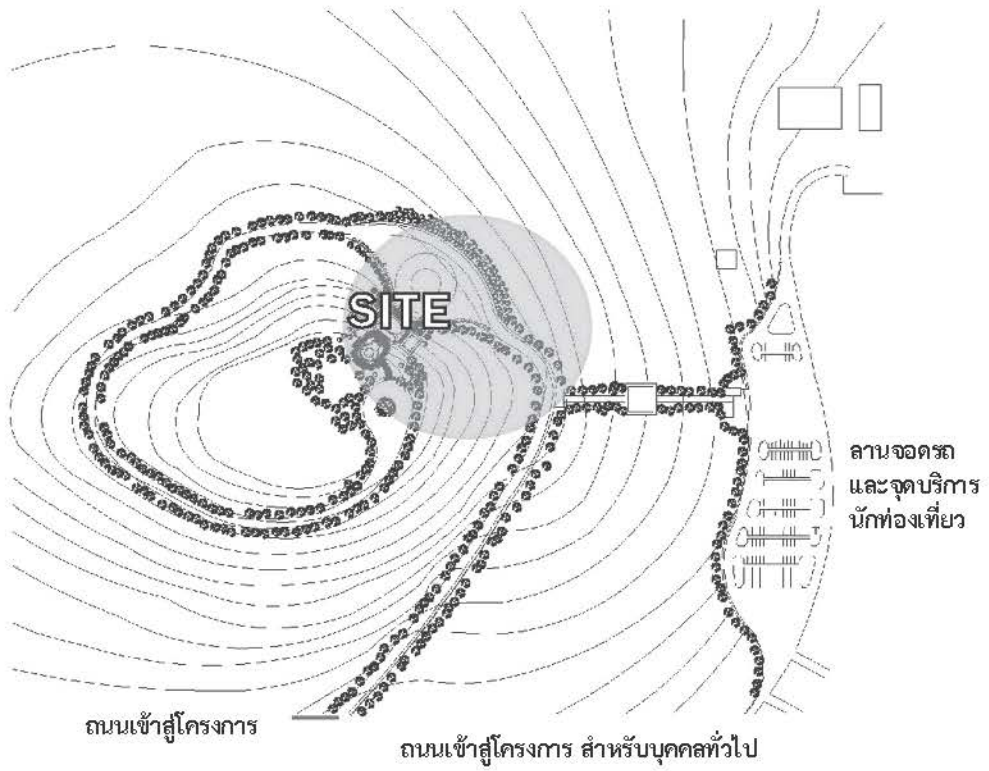 SITE
ลานจอดรถ
และจุดบริการ
นักท่องเที่ยว
ถนนเข้าสู่โครงการ
ถนนเข้าสู่โครงการ สำหรับบุคคลทั่วไป